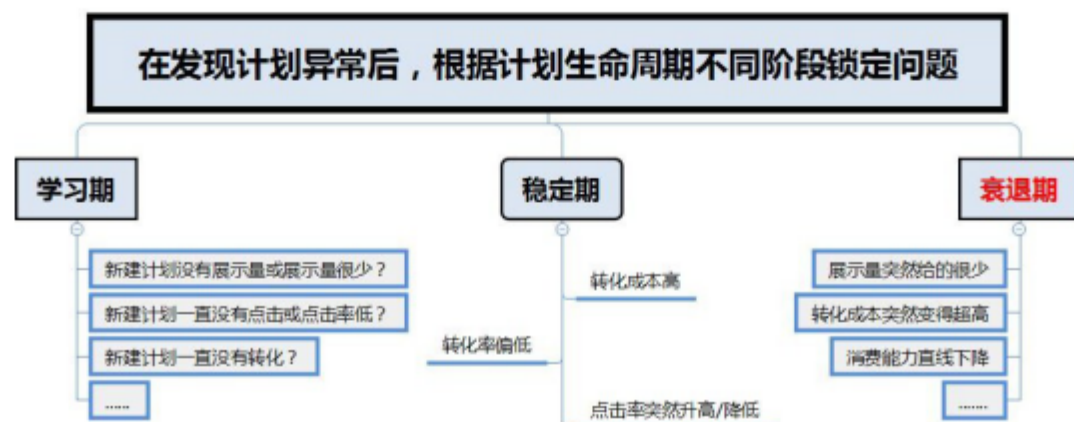 在发现计划异常后，根据计划生命周期不同阶段锁定问题
学习期
新建计划没有展示量或展示量很少？
新建计划一直没有点击或点击率低？
新建计划一直没有转化？
......
稳定期
转化成本高
转化率偏低
点击率突然升高/降低
衰退期
展示量突然给的很少
转化成本突然变得超高
消费能力直线下降
......